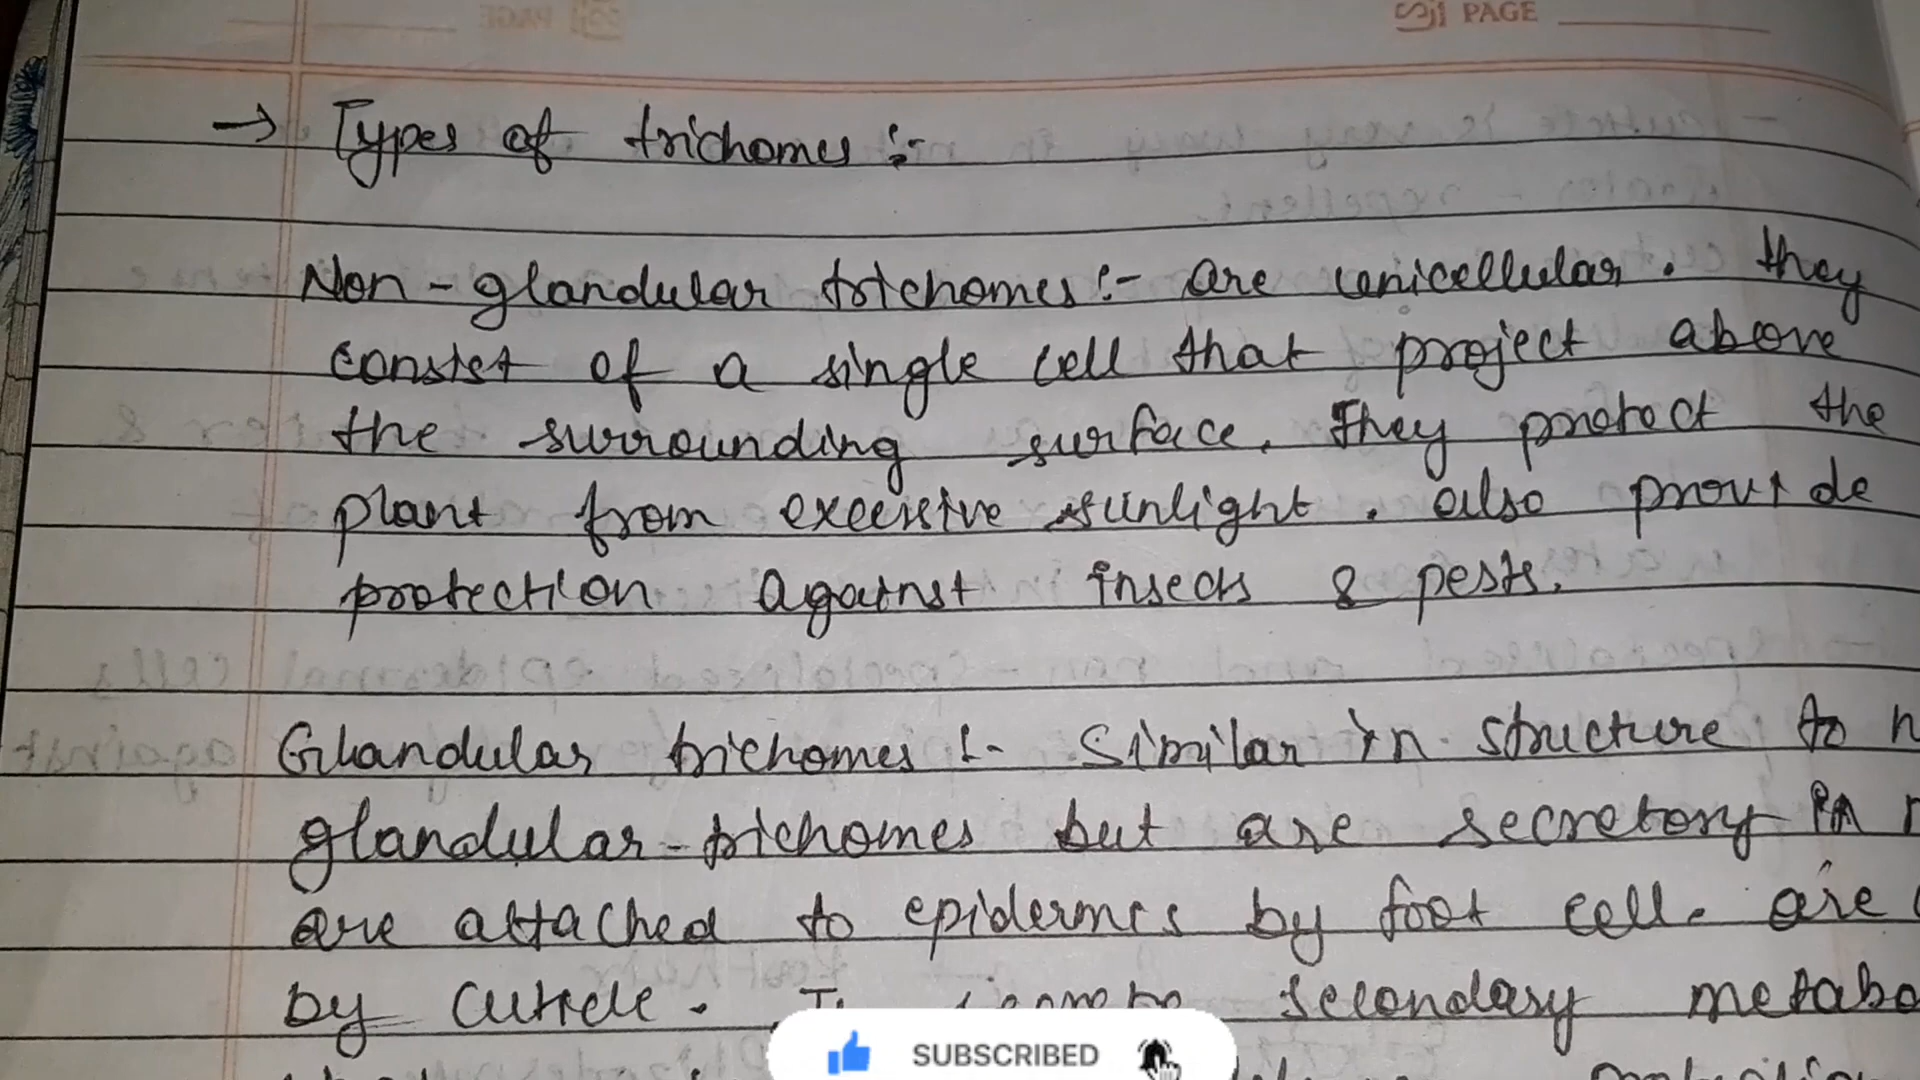 PAGE
→ Types of trichomes :-
Non-glandular trichomes :- are unicellular. they
consist of a single cell that project above
the surrounding surface. They protect the
plant from excessive sunlight. also provide
protection against insects & pests.
Glandular trichomes :- Similar in structure to
glandular-trichomes but are secretory in
are attached to epidermis by foot cell. are
by cuticle. secondary
SUBSCRIBED